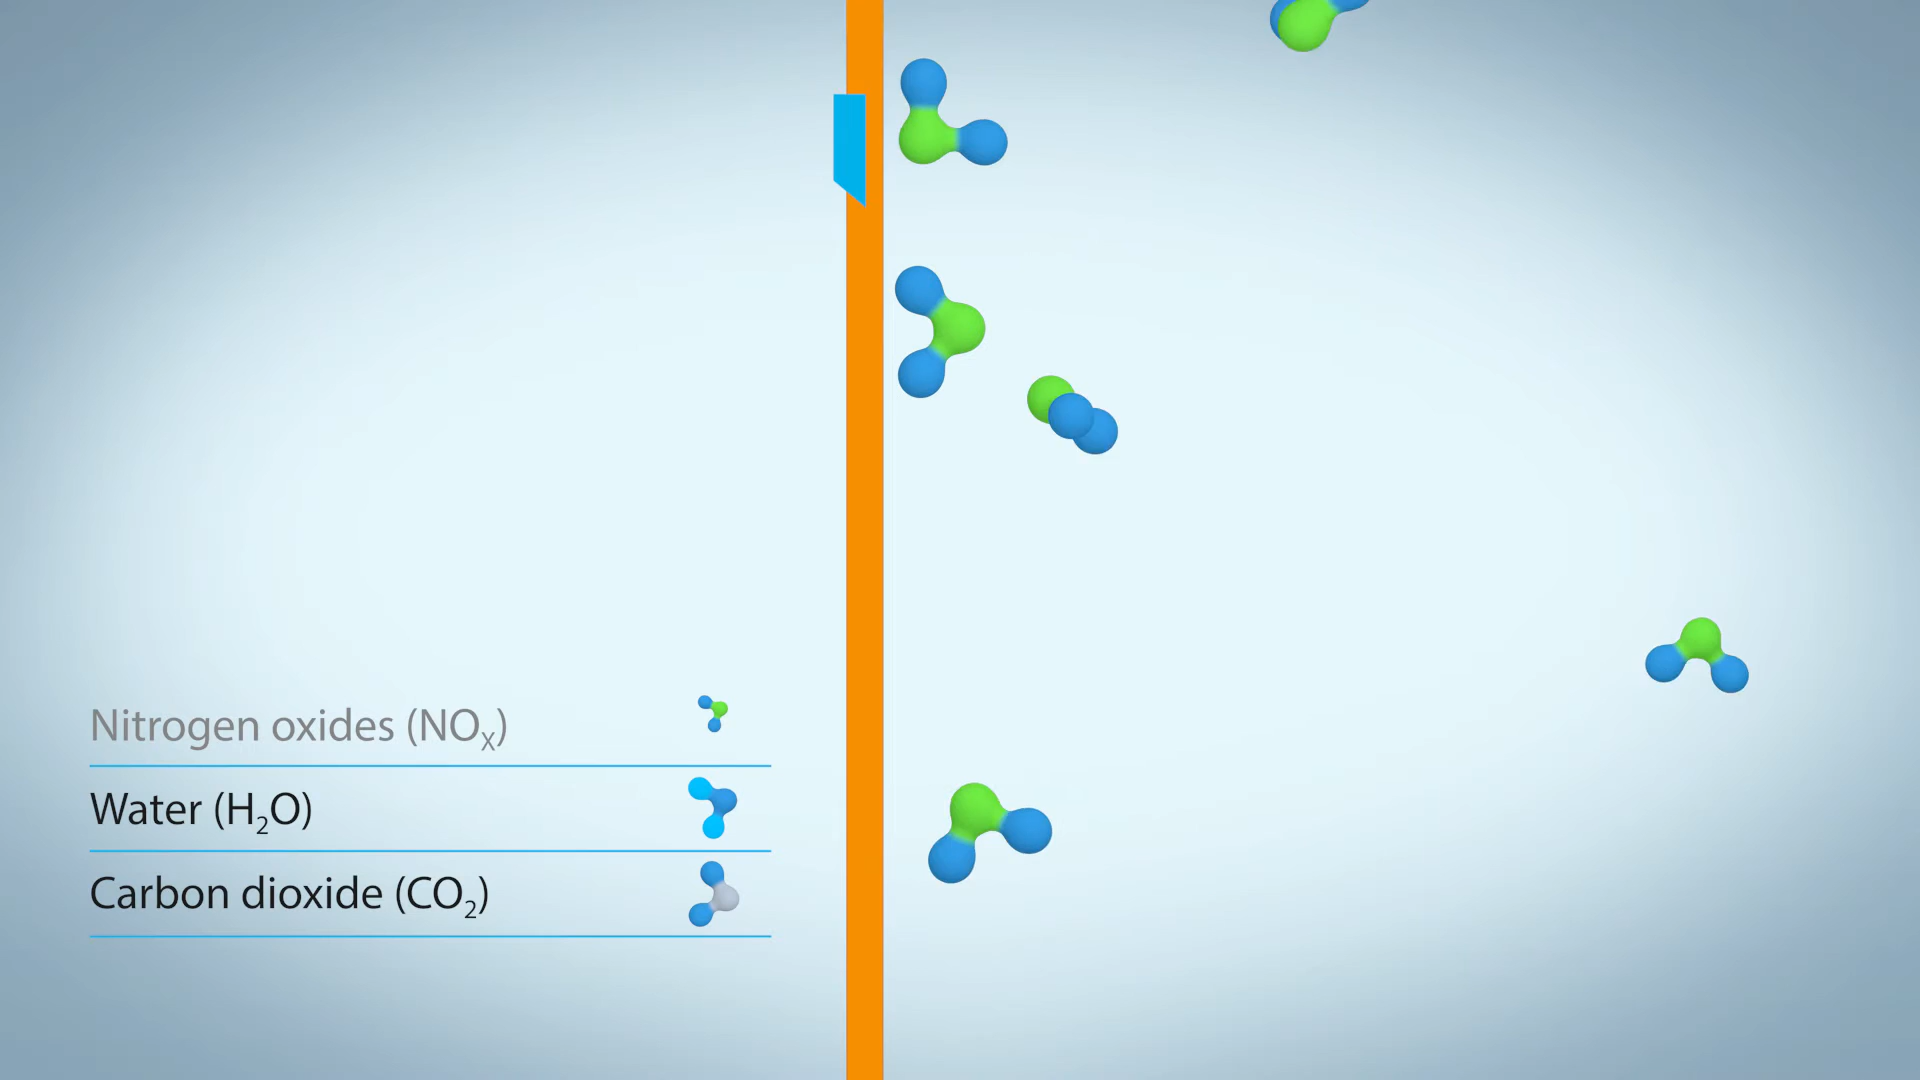 Nitrogen oxides (NOX)
Water (H2O)
Carbon dioxide (CO2)